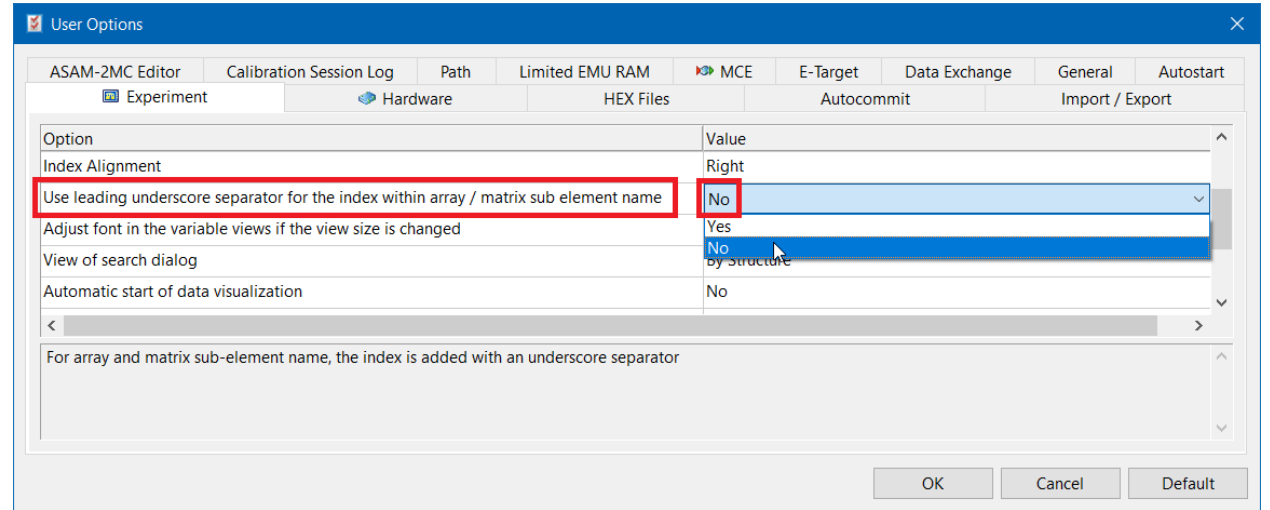 User Options
ASAM-2MC Editor Calibration Session Log Path Limited EMU RAM MCE E-Target Data Exchange General Autostart
Experiment Hardware HEX Files Autocommit Import / Export
Option Value
Index Alignment Right
Use leading underscore separator for the index within array / matrix sub element name No
Yes
Adjust font in the variable views if the view size is changed
No
View of search dialog By Structure
Automatic start of data visualization No
For array and matrix sub-element name, the index is added with an underscore separator
OK Cancel Default